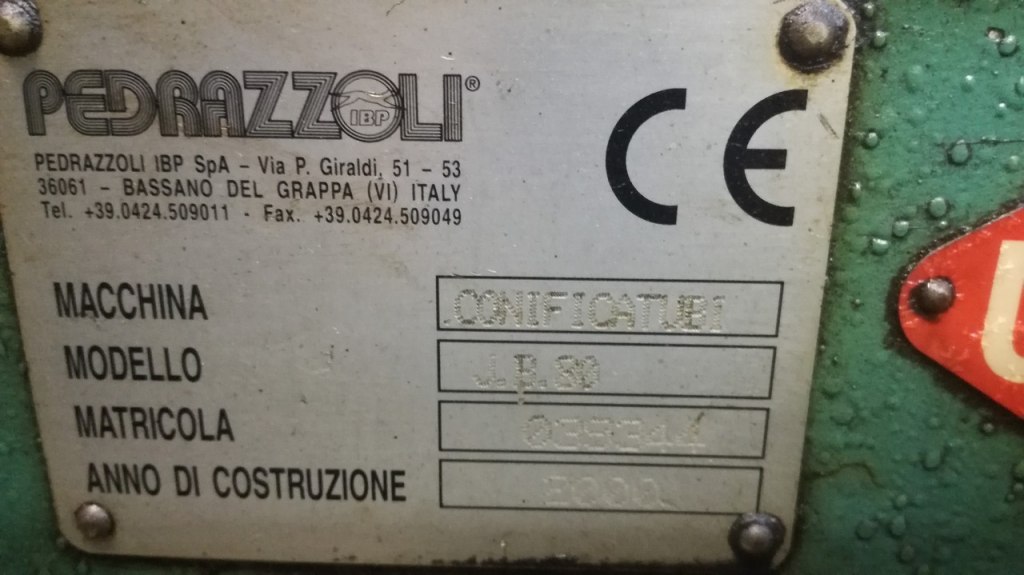 PEDRAZZOLI®
IBP
PEDRAZZOLI IBP SpA – Via P. Giraldi, 51 – 53
36061 – BASSANO DEL GRAPPA (VI) ITALY
Tel. +39.0424.509011 - Fax. +39.0424.509049
CE
MACCHINA CONIFICATUBI
MODELLO
MATRICOLA
ANNO DI COSTRUZIONE 2000